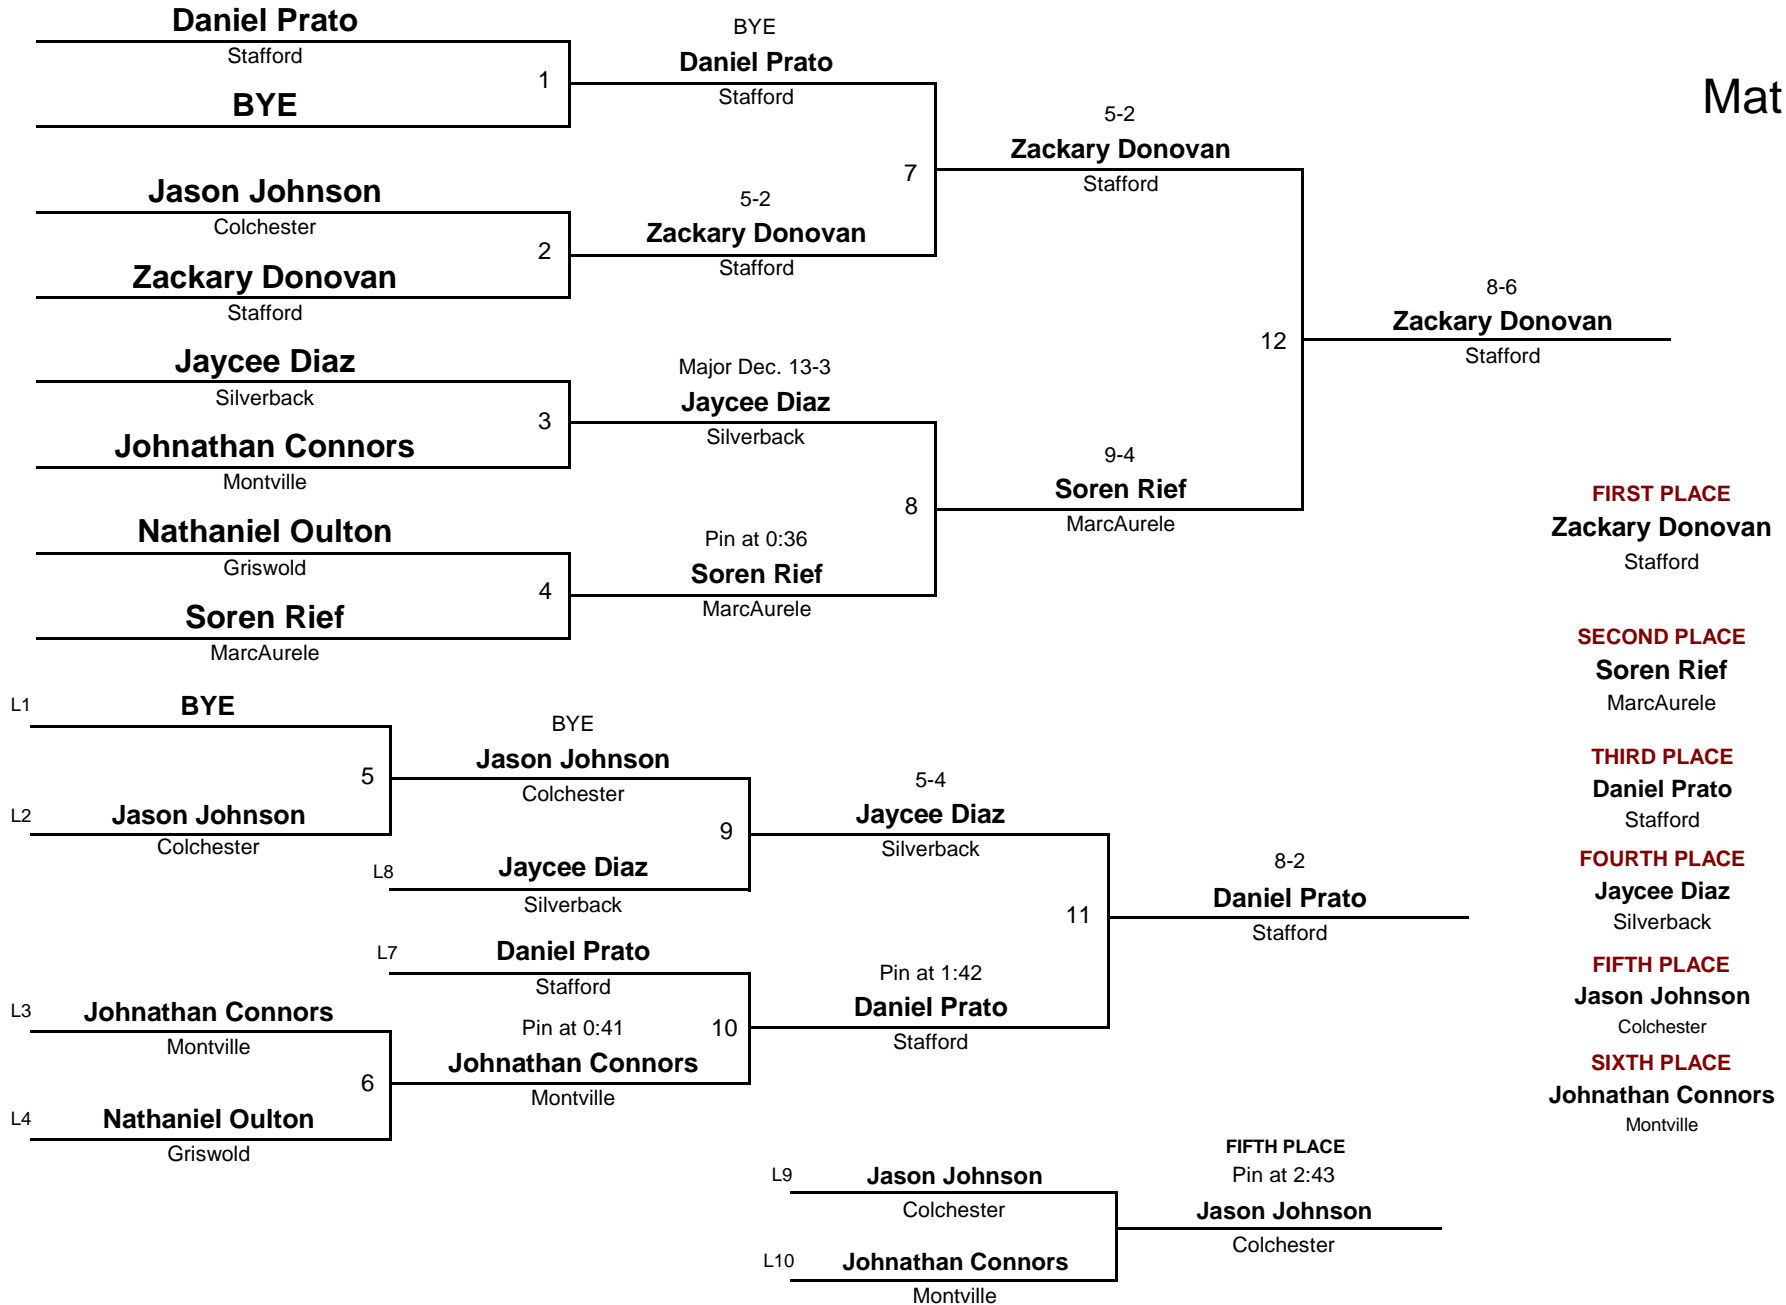 Daniel Prato
Stafford
1
BYE
BYE
Daniel Prato
Stafford
Mat
Jason Johnson
Colchester
2
Zackary Donovan
Stafford
5-2
Zackary Donovan
Stafford
7
5-2
Zackary Donovan
Stafford
Jaycee Diaz
Silverback
3
Johnathan Connors
Montville
Major Dec. 13-3
Jaycee Diaz
Silverback
Nathaniel Oulton
Griswold
4
Soren Rief
MarcAurele
Pin at 0:36
Soren Rief
MarcAurele
8
9-4
Soren Rief
MarcAurele
12
8-6
Zackary Donovan
Stafford
FIRST PLACE
Zackary Donovan
Stafford
SECOND PLACE
Soren Rief
MarcAurele
THIRD PLACE
Daniel Prato
Stafford
FOURTH PLACE
Jaycee Diaz
Silverback
FIFTH PLACE
Jason Johnson
Colchester
SIXTH PLACE
Johnathan Connors
Montville
L1
BYE
5
L2
Jason Johnson
Colchester
BYE
Jason Johnson
Colchester
9
L8
Jaycee Diaz
Silverback
5-4
Jaycee Diaz
Silverback
L7
Daniel Prato
Stafford
L3
Johnathan Connors
Montville
6
L4
Nathaniel Oulton
Griswold
Pin at 0:41
Johnathan Connors
Montville
10
Pin at 1:42
Daniel Prato
Stafford
11
8-2
Daniel Prato
Stafford
L9
Jason Johnson
Colchester
L10
Johnathan Connors
Montville
FIFTH PLACE
Pin at 2:43
Jason Johnson
Colchester